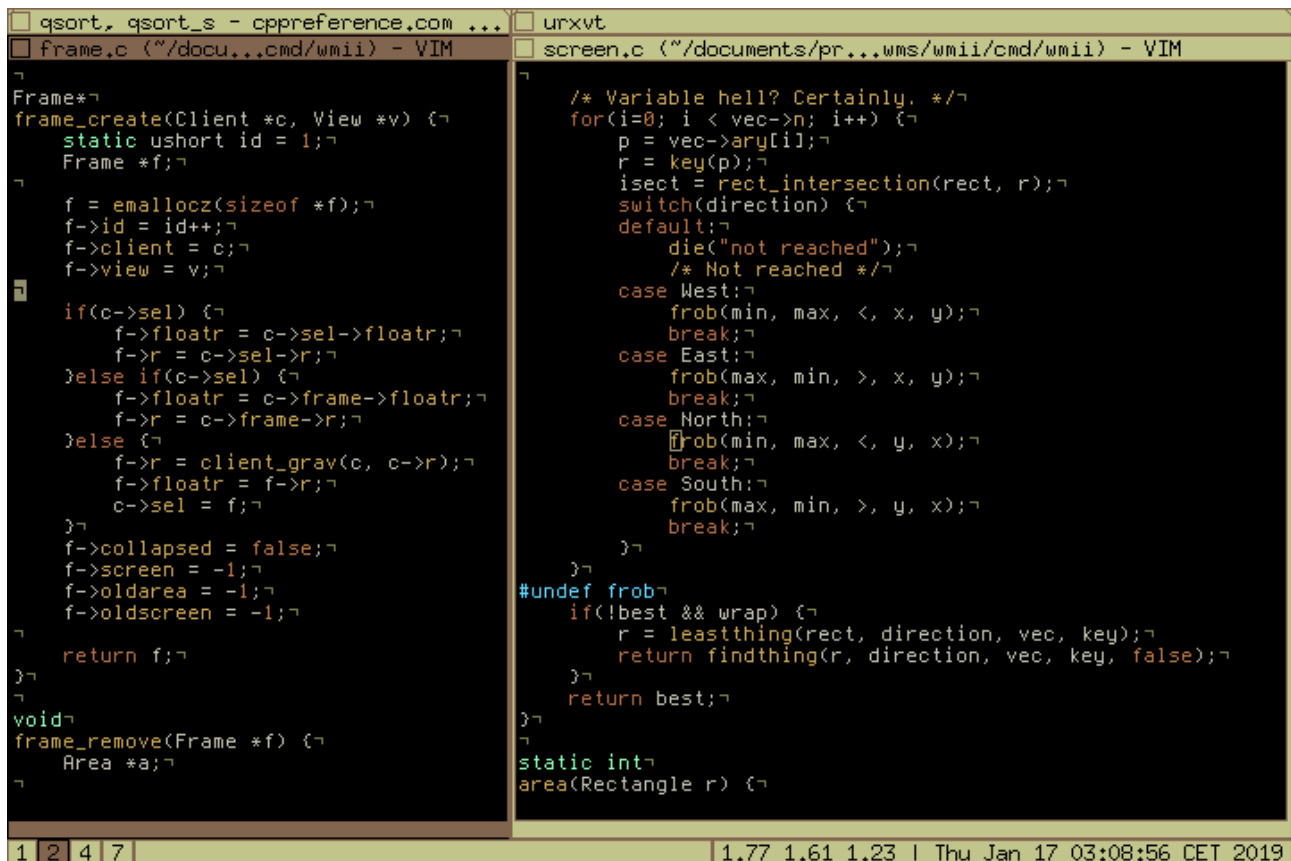 qsort, qsort_s - cppreference.com ...
frame.c (~/docu...cmd/wmii) - VIM
¬
Frame*¬
frame_create(Client *c, View *v) {¬
    static ushort id = 1;¬
    Frame *f;¬
¬
    f = emallocz(sizeof *f);¬
    f->id = id++;¬
    f->client = c;¬
    f->view = v;¬
¬
    if(c->sel) {¬
        f->floatr = c->sel->floatr;¬
        f->r = c->sel->r;¬
    }else if(c->sel) {¬
        f->floatr = c->frame->floatr;¬
        f->r = c->frame->r;¬
    }else {¬
        f->r = client_grav(c, c->r);¬
        f->floatr = f->r;¬
        c->sel = f;¬
    }¬
    f->collapsed = false;¬
    f->screen = -1;¬
    f->oldarea = -1;¬
    f->oldscreen = -1;¬
¬
    return f;¬
}¬
¬
void¬
frame_remove(Frame *f) {¬
    Area *a;¬
¬
urxvt
screen.c (~/documents/pr...wms/wmii/cmd/wmii) - VIM
¬
    /* Variable hell? Certainly. */¬
    for(i=0; i < vec->n; i++) {¬
        p = vec->ary[i];¬
        r = key(p);¬
        isect = rect_intersection(rect, r);¬
        switch(direction) {¬
        default:¬
            die("not reached");¬
            /* Not reached */¬
        case West:¬
            frob(min, max, <, x, y);¬
            break;¬
        case East:¬
            frob(max, min, >, x, y);¬
            break;¬
        case North:¬
            frob(min, max, <, y, x);¬
            break;¬
        case South:¬
            frob(max, min, >, y, x);¬
            break;¬
        }¬
    }¬
#undef frob¬
    if(!best && wrap) {¬
        r = leastthing(rect, direction, vec, key);¬
        return findthing(r, direction, vec, key, false);¬
    }¬
    return best;¬
}¬
¬
static int¬
area(Rectangle r) {¬
1 2 4 7
1.77 1.61 1.23 | Thu Jan 17 03:08:56 CET 2019